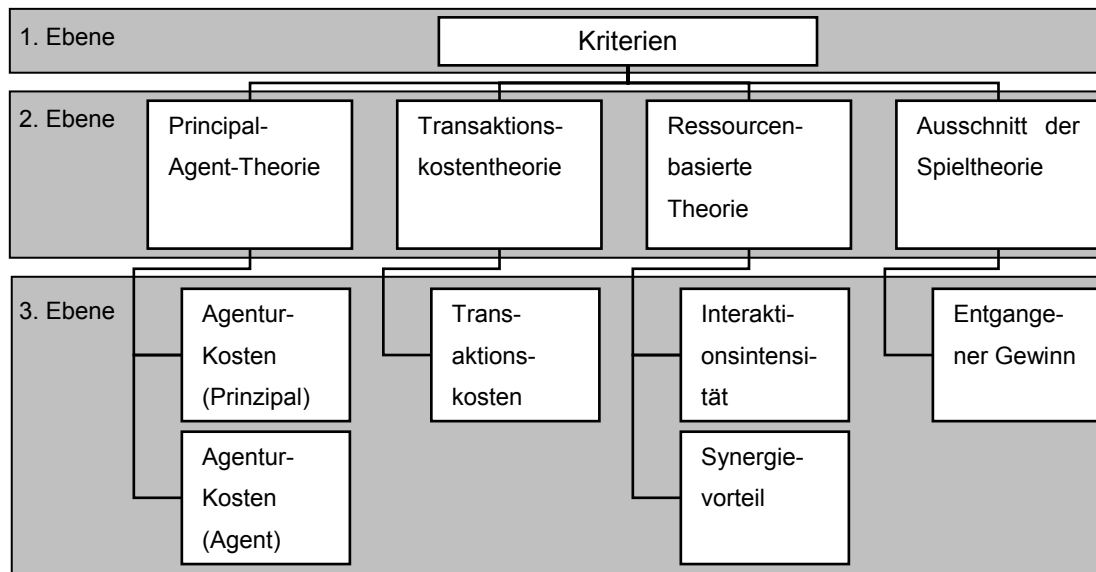 1. Ebene
Kriterien
2. Ebene
Principal-
Agent-Theorie
Transaktions-
kostentheorie
Ressourcen-
basierte
Theorie
Ausschnitt der
Spieltheorie
3. Ebene
Agentur-
Kosten
(Prinzipal)
Agentur-
Kosten
(Agent)
Trans-
aktions-
kosten
Interakti-
onsintensi-
tät
Synergie-
vorteil
Entgange-
ner Gewinn